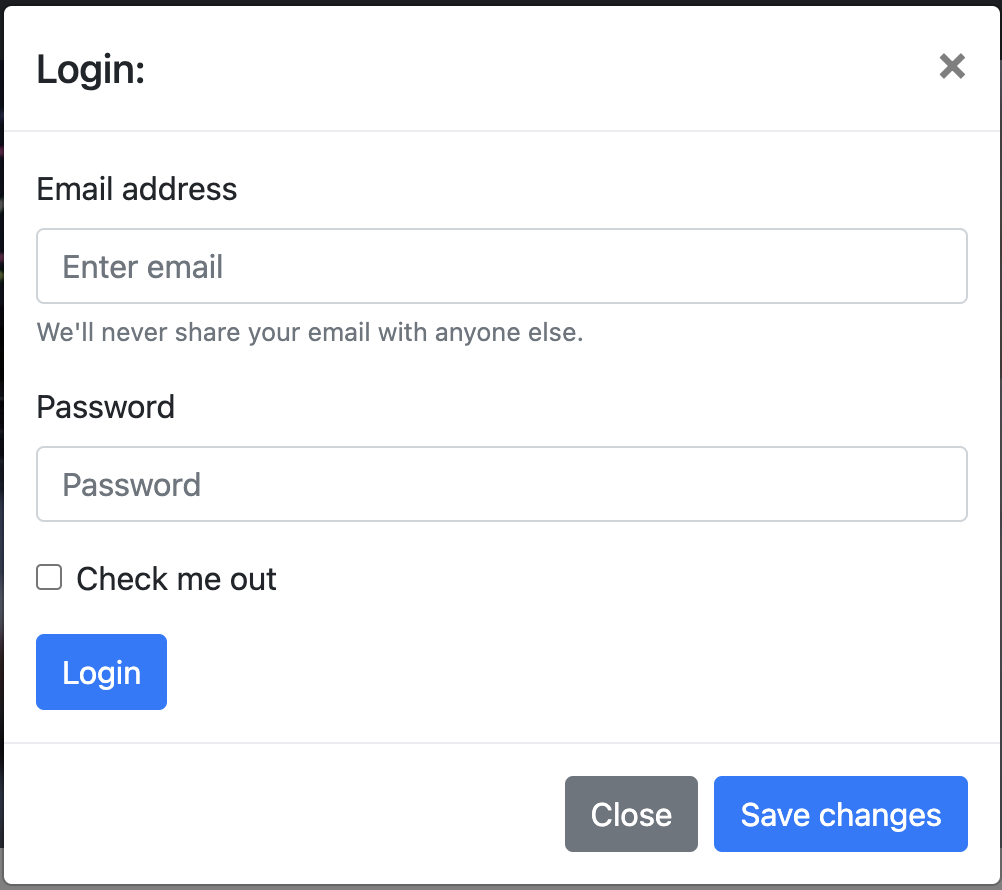 Login:
Email address
Enter email
We'll never share your email with anyone else.
Password
Password
Check me out
Login
Close
Save changes